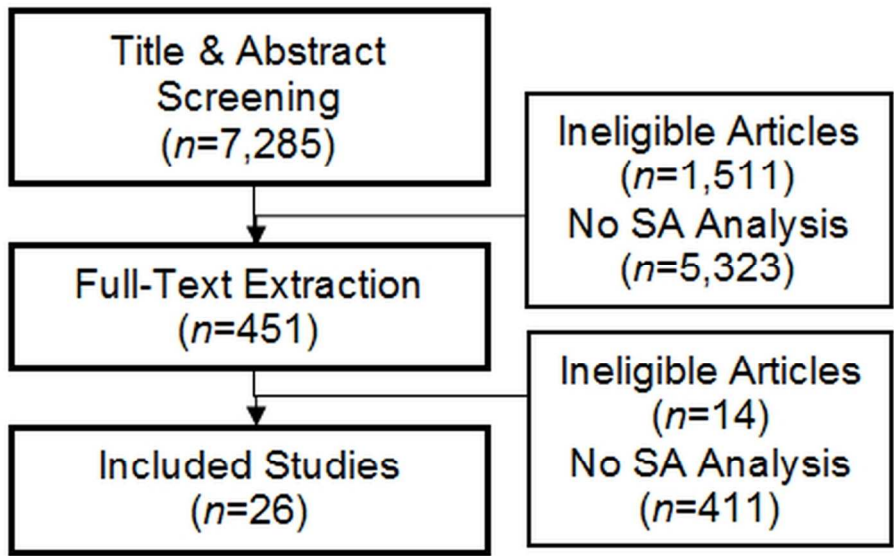 Title & Abstract
Screening
(n=7,285)
Ineligible Articles
(n=1,511)
No SA Analysis
(n=5,323)
Full-Text Extraction
(n=451)
Ineligible Articles
(n=14)
No SA Analysis
(n=411)
Included Studies
(n=26)